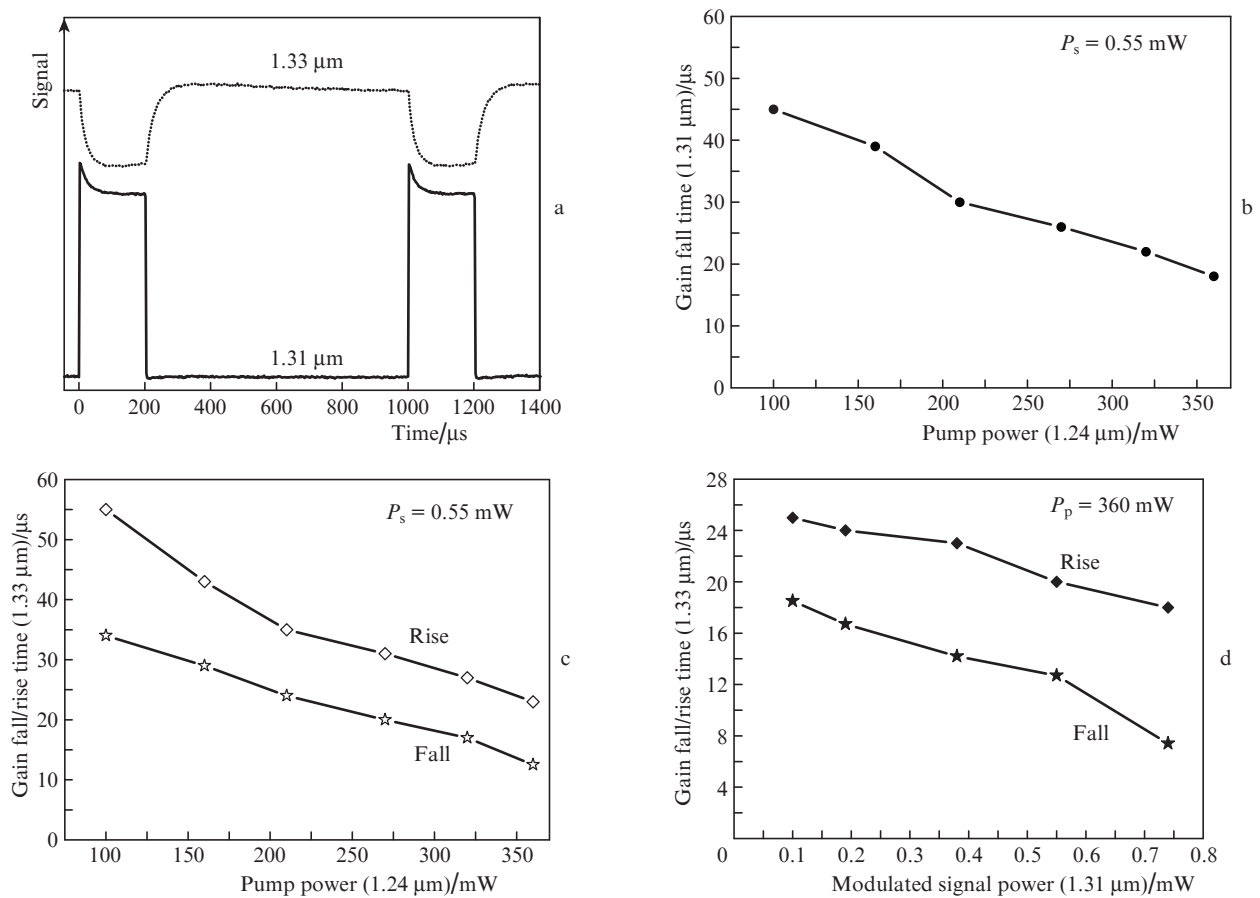 Signal
1.33 μm
1.31 μm
0 200 400 600 800 1000 1200 1400
Time/μs
a
60
50
40
30
20
10
0
Gain fall time (1.31 μm)/μs
Pₛ = 0.55 mW
100 150 200 250 300 350
Pump power (1.24 μm)/mW
b
60
50
40
30
20
10
0
Gain fall/rise time (1.33 μm)/μs
Pₛ = 0.55 mW
Rise
Fall
100 150 200 250 300 350
Pump power (1.24 μm)/mW
c
28
24
20
16
12
8
4
0
Gain fall/rise time (1.33 μm)/μs
Pₚ = 360 mW
Rise
Fall
0.1 0.2 0.3 0.4 0.5 0.6 0.7 0.8
Modulated signal power (1.31 μm)/mW
d